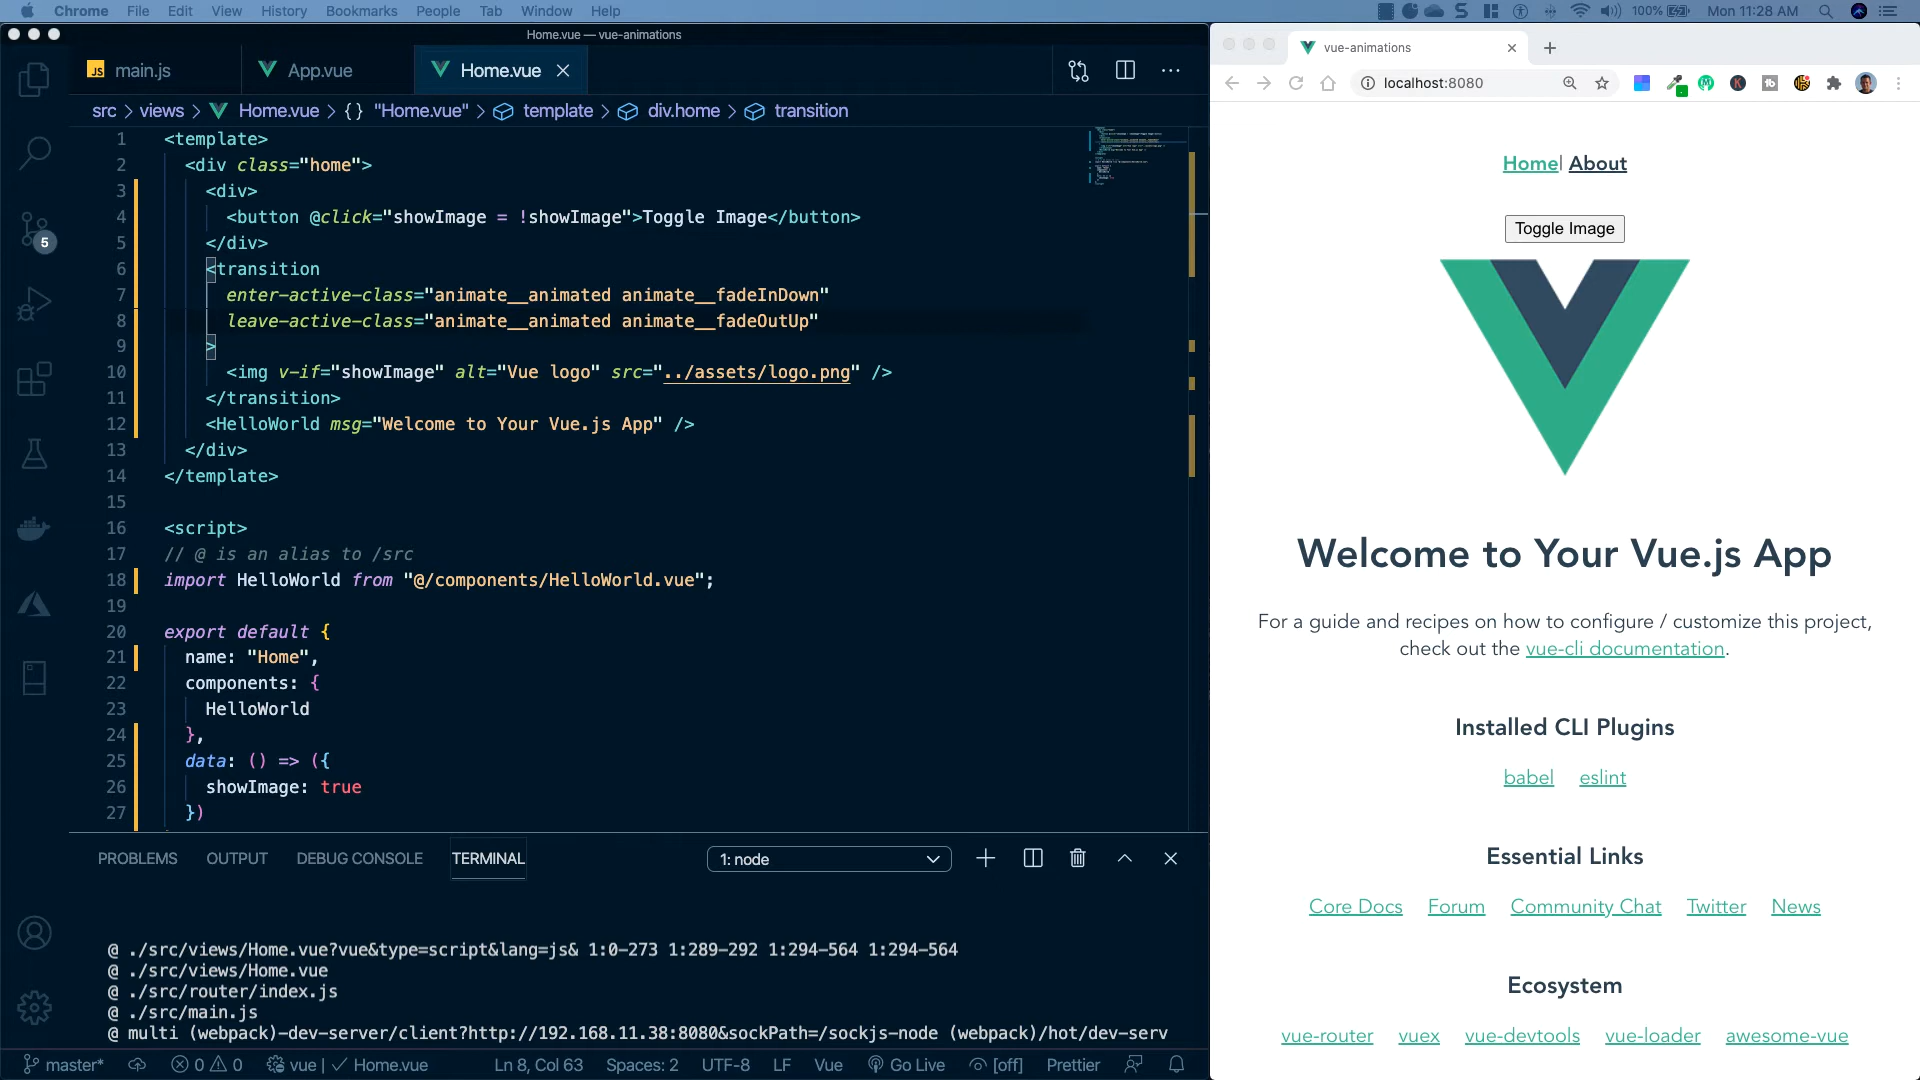 Chrome File Edit View History Bookmarks People Tab Window Help 100% Mon 11:28 AM
Home.vue — vue-animations
JS main.js App.vue Home.vue
src > views > Home.vue > {} "Home.vue" > template > div.home > transition
1 <template>
2 <div class="home">
3 <div>
4 <button @click="showImage = !showImage">Toggle Image</button>
5 </div>
6 <transition
7 enter-active-class="animate__animated animate__fadeInDown"
8 leave-active-class="animate__animated animate__fadeOutUp"
9 >
10 <img v-if="showImage" alt="Vue logo" src="../assets/logo.png" />
11 </transition>
12 <HelloWorld msg="Welcome to Your Vue.js App" />
13 </div>
14 </template>
15
16 <script>
17 // @ is an alias to /src
18 import HelloWorld from "@/components/HelloWorld.vue";
19
20 export default {
21 name: "Home",
22 components: {
23 HelloWorld
24 },
25 data: () => ({
26 showImage: true
27 })
5
PROBLEMS OUTPUT DEBUG CONSOLE TERMINAL 1: node
@ ./src/views/Home.vue?vue&type=script&lang=js& 1:0-273 1:289-292 1:294-564 1:294-564
@ ./src/views/Home.vue
@ ./src/router/index.js
@ ./src/main.js
@ multi (webpack)-dev-server/client?http://192.168.11.38:8080&sockPath=/sockjs-node (webpack)/hot/dev-serv
master* 0 0 vue | Home.vue Ln 8, Col 63 Spaces: 2 UTF-8 LF Vue Go Live [off] Prettier
vue-animations
localhost:8080
Home| About
Toggle Image
Welcome to Your Vue.js App
For a guide and recipes on how to configure / customize this project,
check out the vue-cli documentation.
Installed CLI Plugins
babel eslint
Essential Links
Core Docs Forum Community Chat Twitter News
Ecosystem
vue-router vuex vue-devtools vue-loader awesome-vue